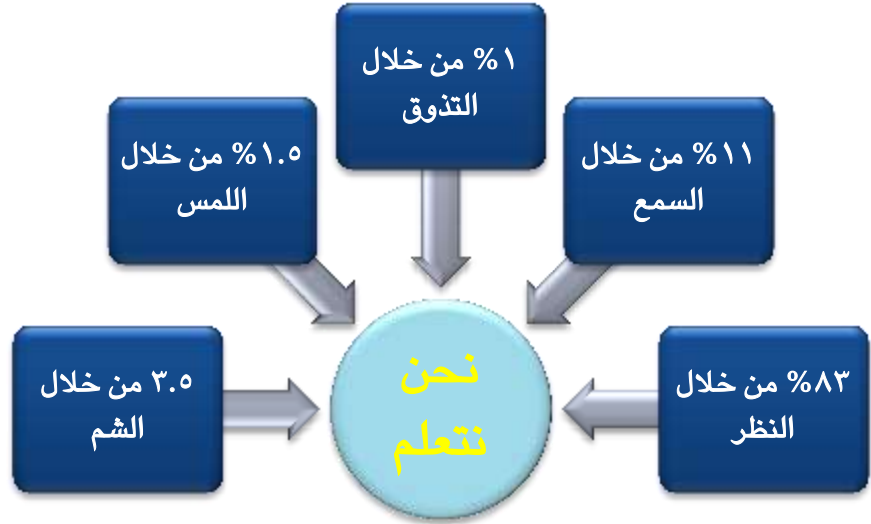 ١% من خلال
التذوق
١١% من خلال
السمع
١.٥% من خلال
اللمس
٨٣% من خلال
النظر
نحن
نتعلم
٣.٥ من خلال
الشم